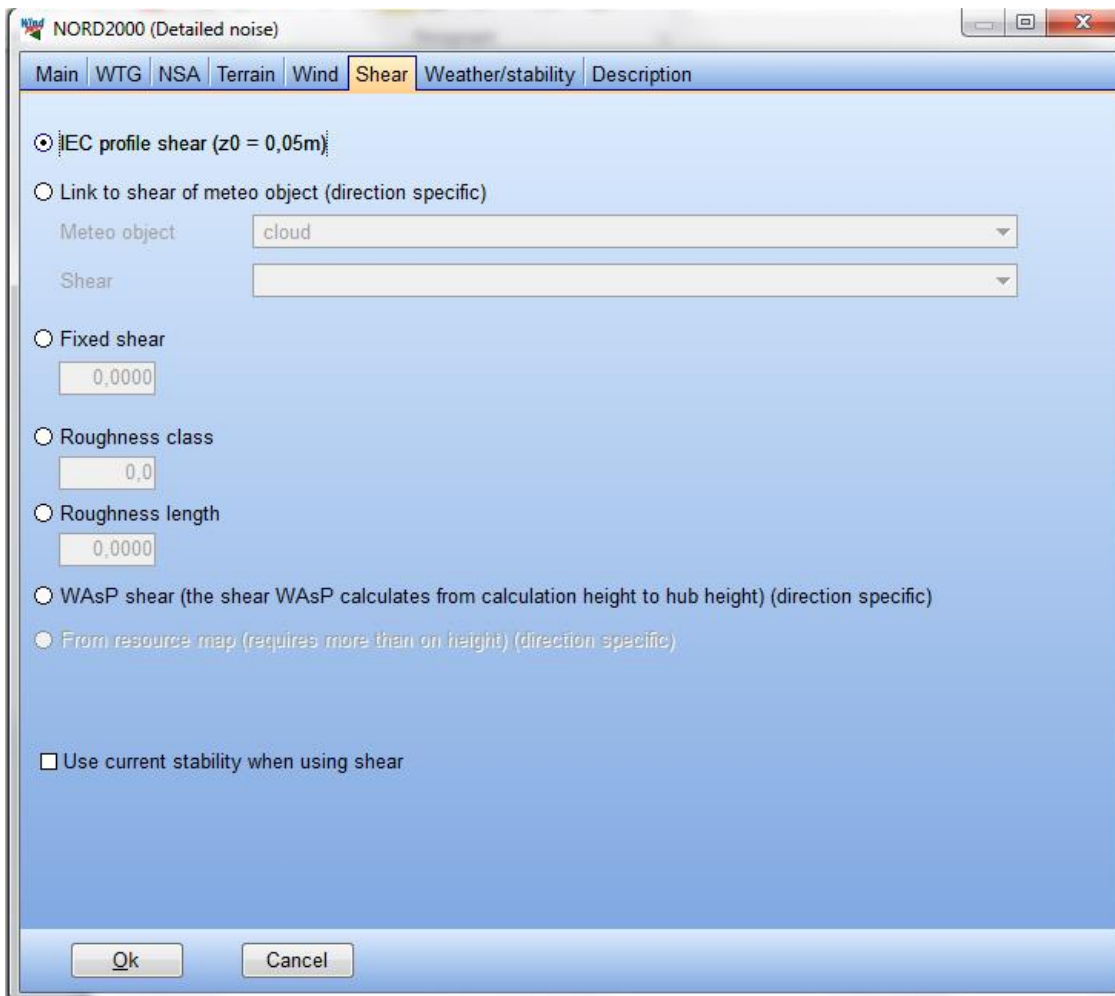 Wind
NORD2000 (Detailed noise)
Main WTG NSA Terrain Wind Shear Weather/stability Description
IEC profile shear (z0 = 0,05m)
Link to shear of meteo object (direction specific)
Meteo object cloud
Shear
Fixed shear
0,0000
Roughness class
0,0
Roughness length
0,0000
WAsP shear (the shear WAsP calculates from calculation height to hub height) (direction specific)
From resource map (requires more than on height) (direction specific)
Use current stability when using shear
Ok Cancel